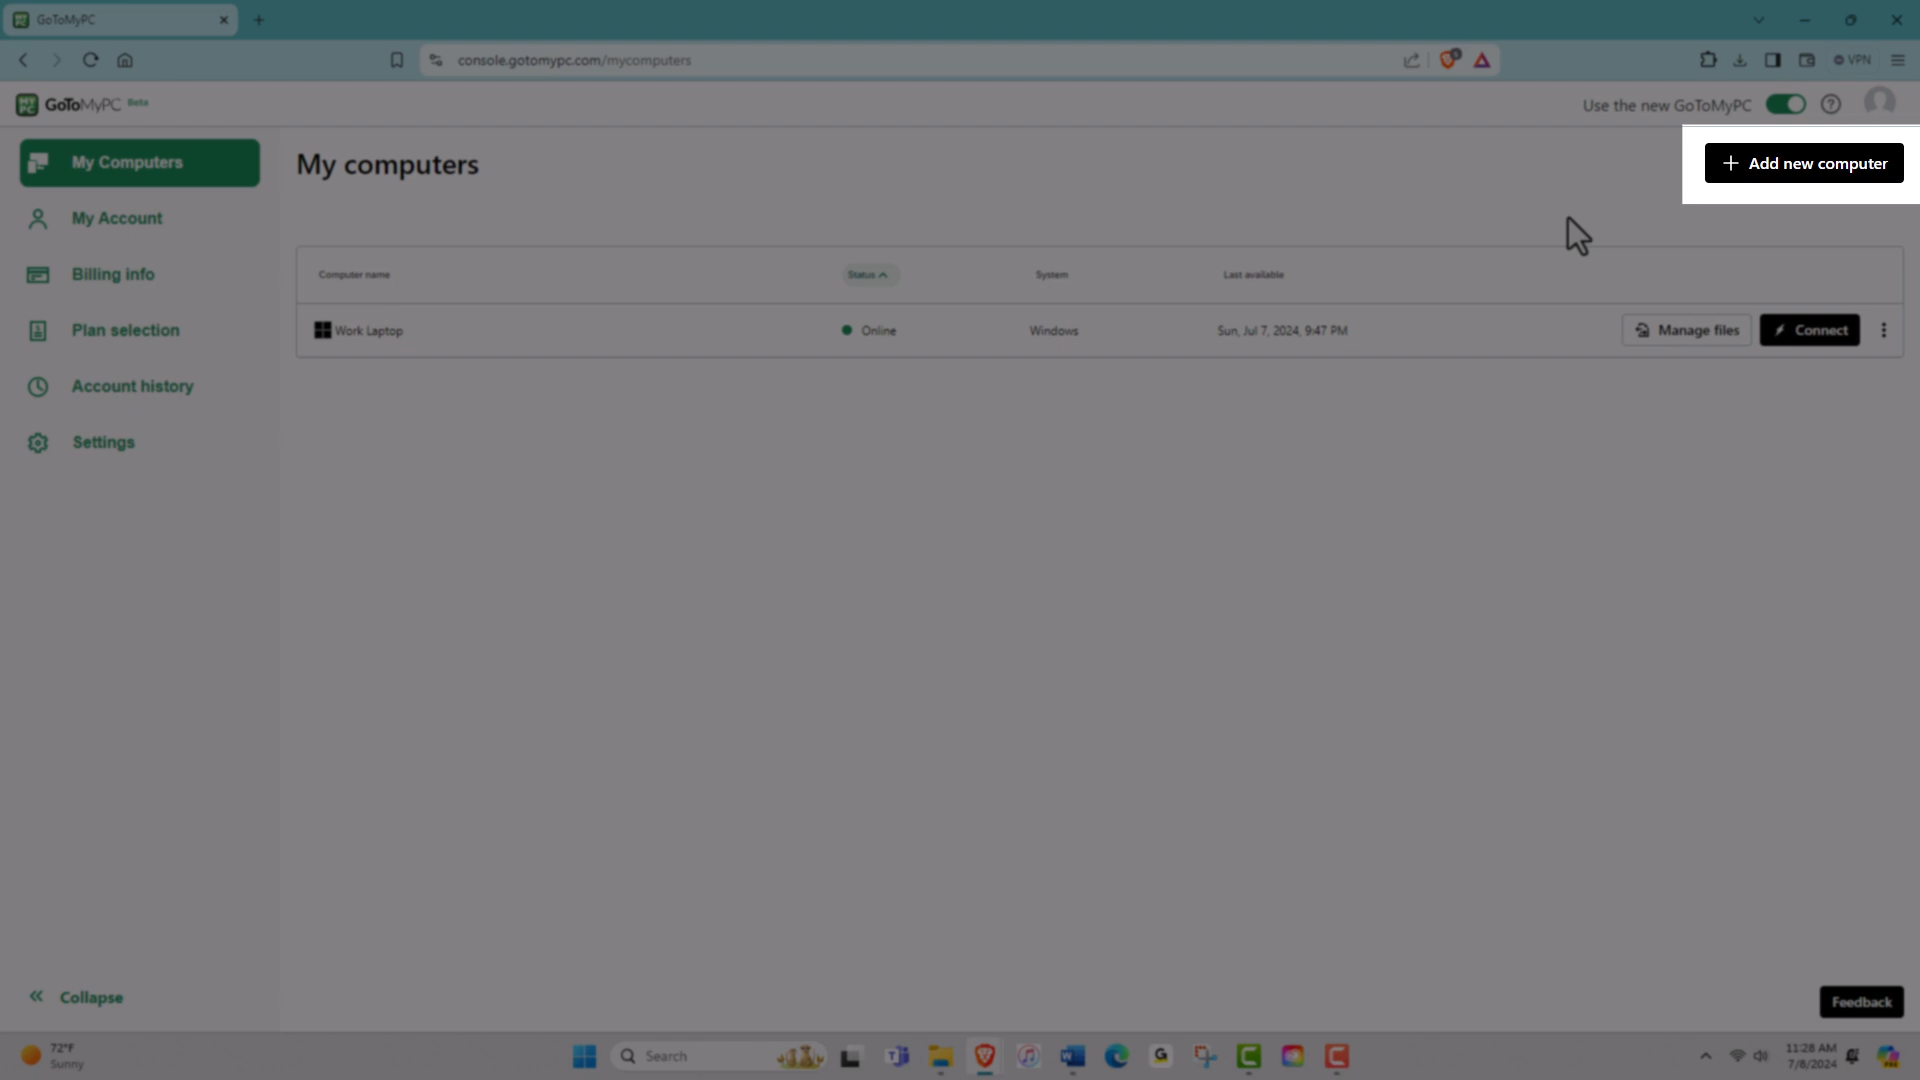 GoToMyPC
console.gotomypc.com/mycomputers
VPN
GoToMyPC Beta
Use the new GoToMyPC
My Computers
My computers
Add new computer
My Account
Billing info
Computer name
Status
System
Last available
Plan selection
Work Laptop
Online
Windows
Sun, Jul 7, 2024, 9:47 PM
Manage files
Connect
Account history
Settings
Collapse
Feedback
72°F
Sunny
Search
11:28 AM
7/8/2024